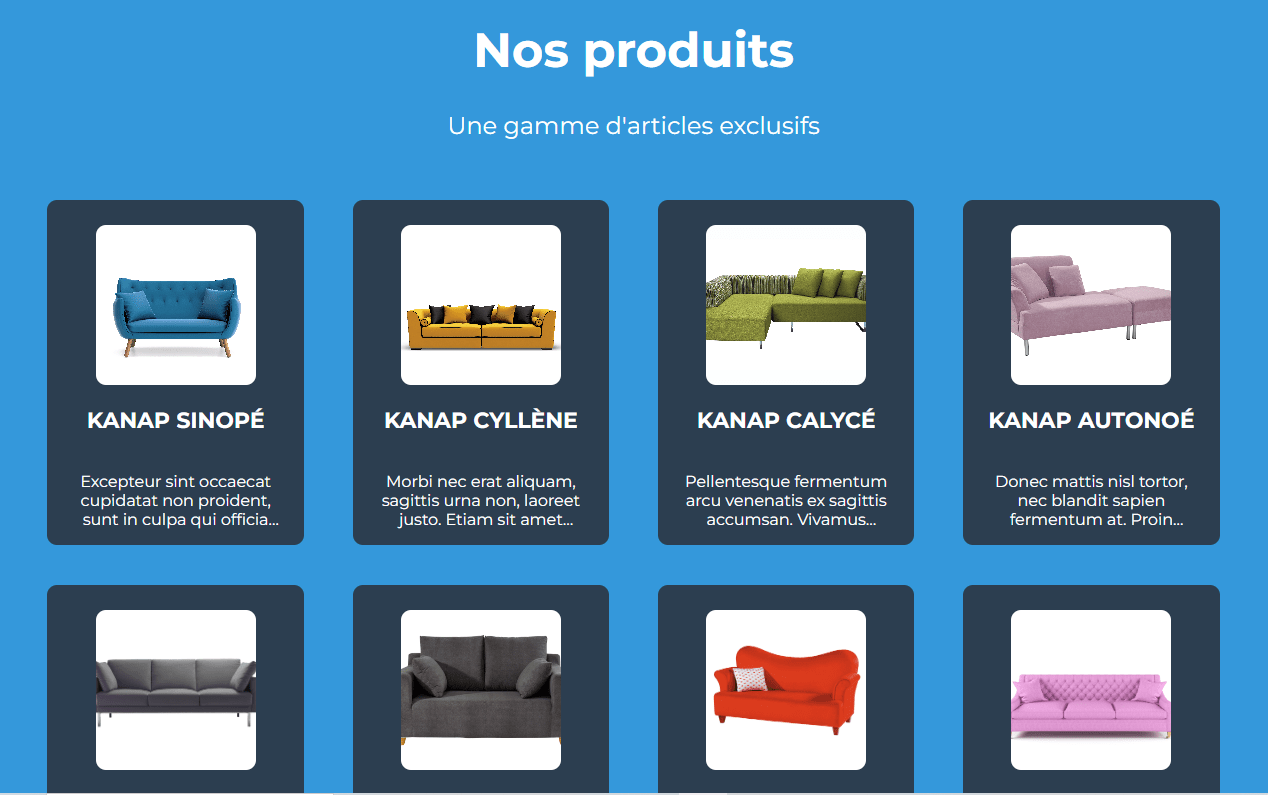 Nos produits
Une gamme d'articles exclusifs
KANAP SINOPÉ
Excepteur sint occaecat
cupidatat non proident,
sunt in culpa qui officia...
KANAP CYLLÈNE
Morbi nec erat aliquam,
sagittis urna non, laoreet
justo. Etiam sit amet...
KANAP CALYCÉ
Pellentesque fermentum
arcu venenatis ex sagittis
accumsan. Vivamus...
KANAP AUTONOÉ
Donec mattis nisl tortor,
nec blandit sapien
fermentum at. Proin...